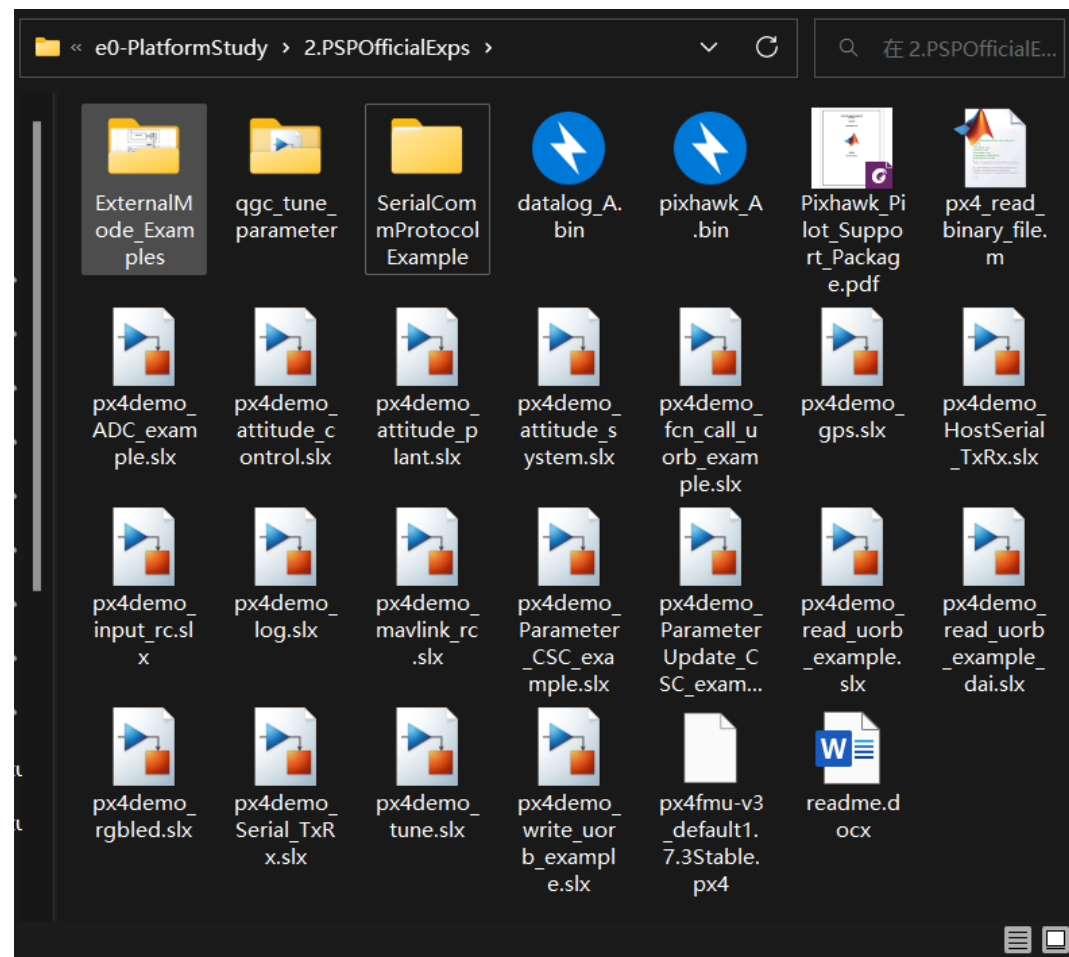 « e0-PlatformStudy > 2.PSPOfficialExps >
在 2.PSPOfficialE...
ExternalM
ode_Exam
ples
qgc_tune_
parameter
SerialCom
mProtocol
Example
datalog_A.
bin
pixhawk_A
.bin
Pixhawk_Pi
lot_Suppo
rt_Packag
e.pdf
px4_read_
binary_file.
m
px4demo_
ADC_exam
ple.slx
px4demo_
attitude_c
ontrol.slx
px4demo_
attitude_p
lant.slx
px4demo_
attitude_s
ystem.slx
px4demo_
fcn_call_u
orb_exam
ple.slx
px4demo_
gps.slx
px4demo_
HostSerial
_TxRx.slx
px4demo_
input_rc.sl
x
px4demo_
log.slx
px4demo_
mavlink_rc
.slx
px4demo_
Parameter
_CSC_exa
mple.slx
px4demo_
Parameter
Update_C
SC_exam...
px4demo_
read_uorb
_example.
slx
px4demo_
read_uorb
_example_
dai.slx
px4demo_
rgbled.slx
px4demo_
Serial_TxR
x.slx
px4demo_
tune.slx
px4demo_
write_uor
b_exampl
e.slx
px4fmu-v3
_default1.
7.3Stable.
px4
W
readme.d
ocx